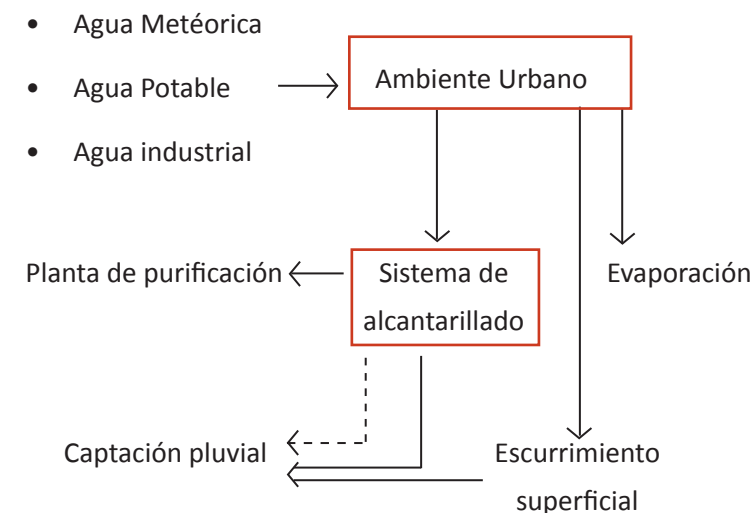 • Agua Metéorica
• Agua Potable
Ambiente Urbano
• Agua industrial
Planta de purificación
Sistema de
alcantarillado
Evaporación
Captación pluvial
Escurrimiento
superficial